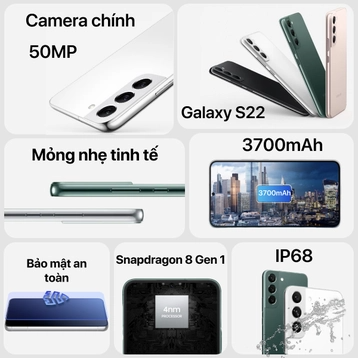 Camera chính
50MP
Galaxy S22
Mỏng nhẹ tinh tế
3700mAh
3700mAh
Bảo mật an
toàn
Snapdragon 8 Gen 1
4nm
IP68